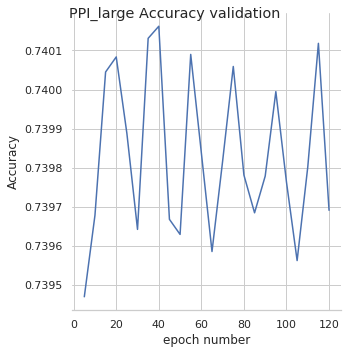 PPI_large Accuracy validation
0.7401
0.7400
0.7399
0.7398
0.7397
0.7396
0.7395
Accuracy
0 20 40 60 80 100 120
epoch number